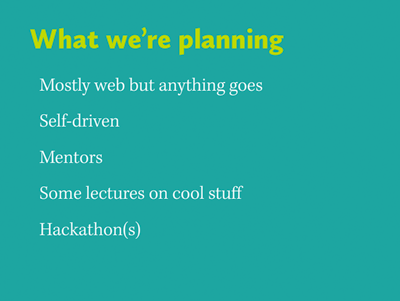 What we’re planning
Mostly web but anything goes
Self-driven
Mentors
Some lectures on cool stuff
Hackathon(s)